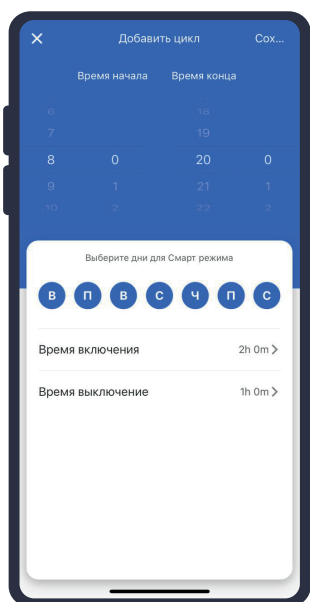 Добавить цикл Сох...
Время начала Время конца
6 18
7 19
8 0 20 0
9 1 21 1
10 2 22 2
Выберите дни для Смарт режима
В П В С Ч П С
Время включения 2h 0m
Время выключение 1h 0m